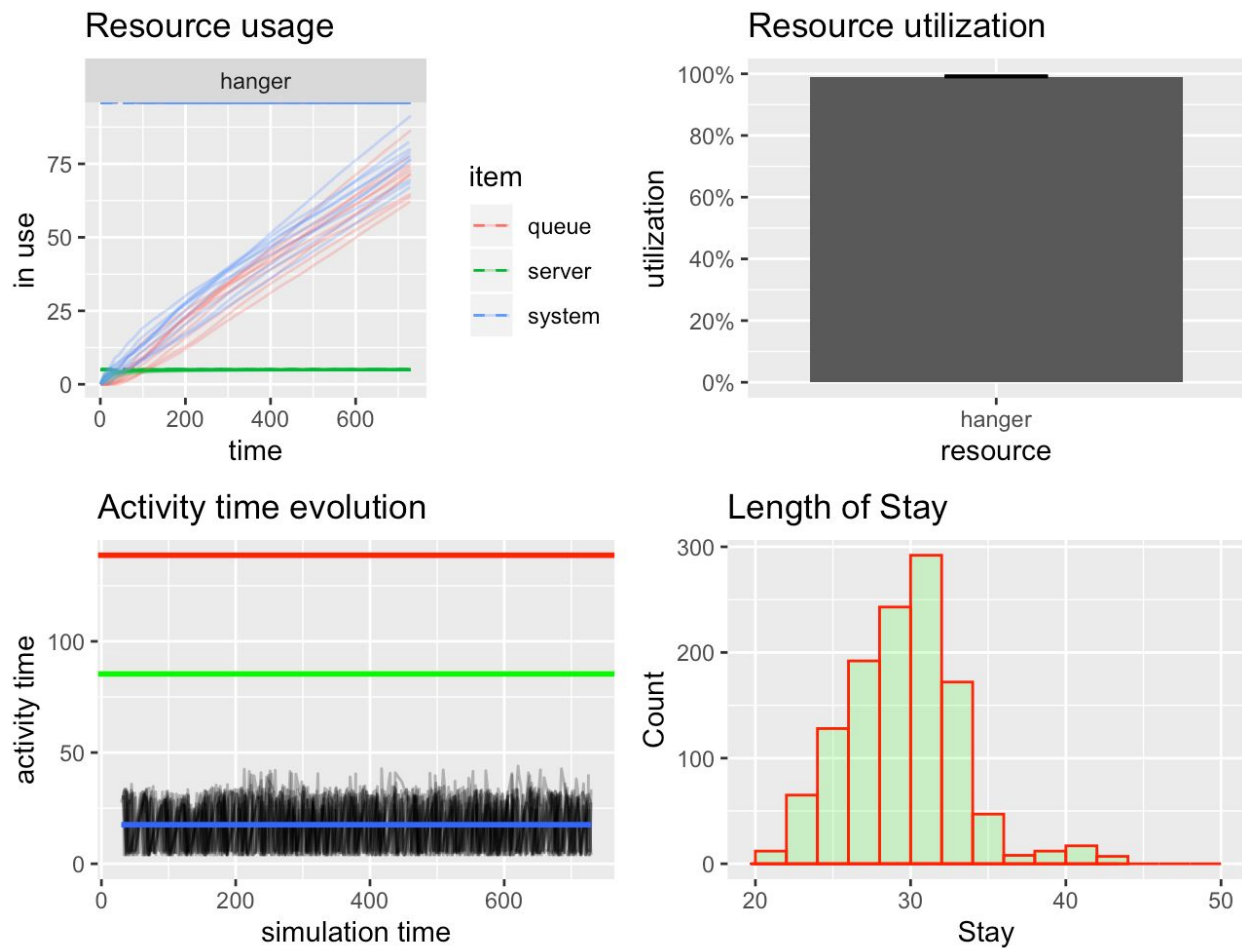 Resource usage
hanger
in use
75
50
25
0
0 200 400 600
time
item
queue
server
system
Resource utilization
utilization
100%
80%
60%
40%
20%
0%
hanger
resource
Activity time evolution
activity time
100
50
0
0 200 400 600
simulation time
Length of Stay
Count
300
200
100
0
20 30 40 50
Stay